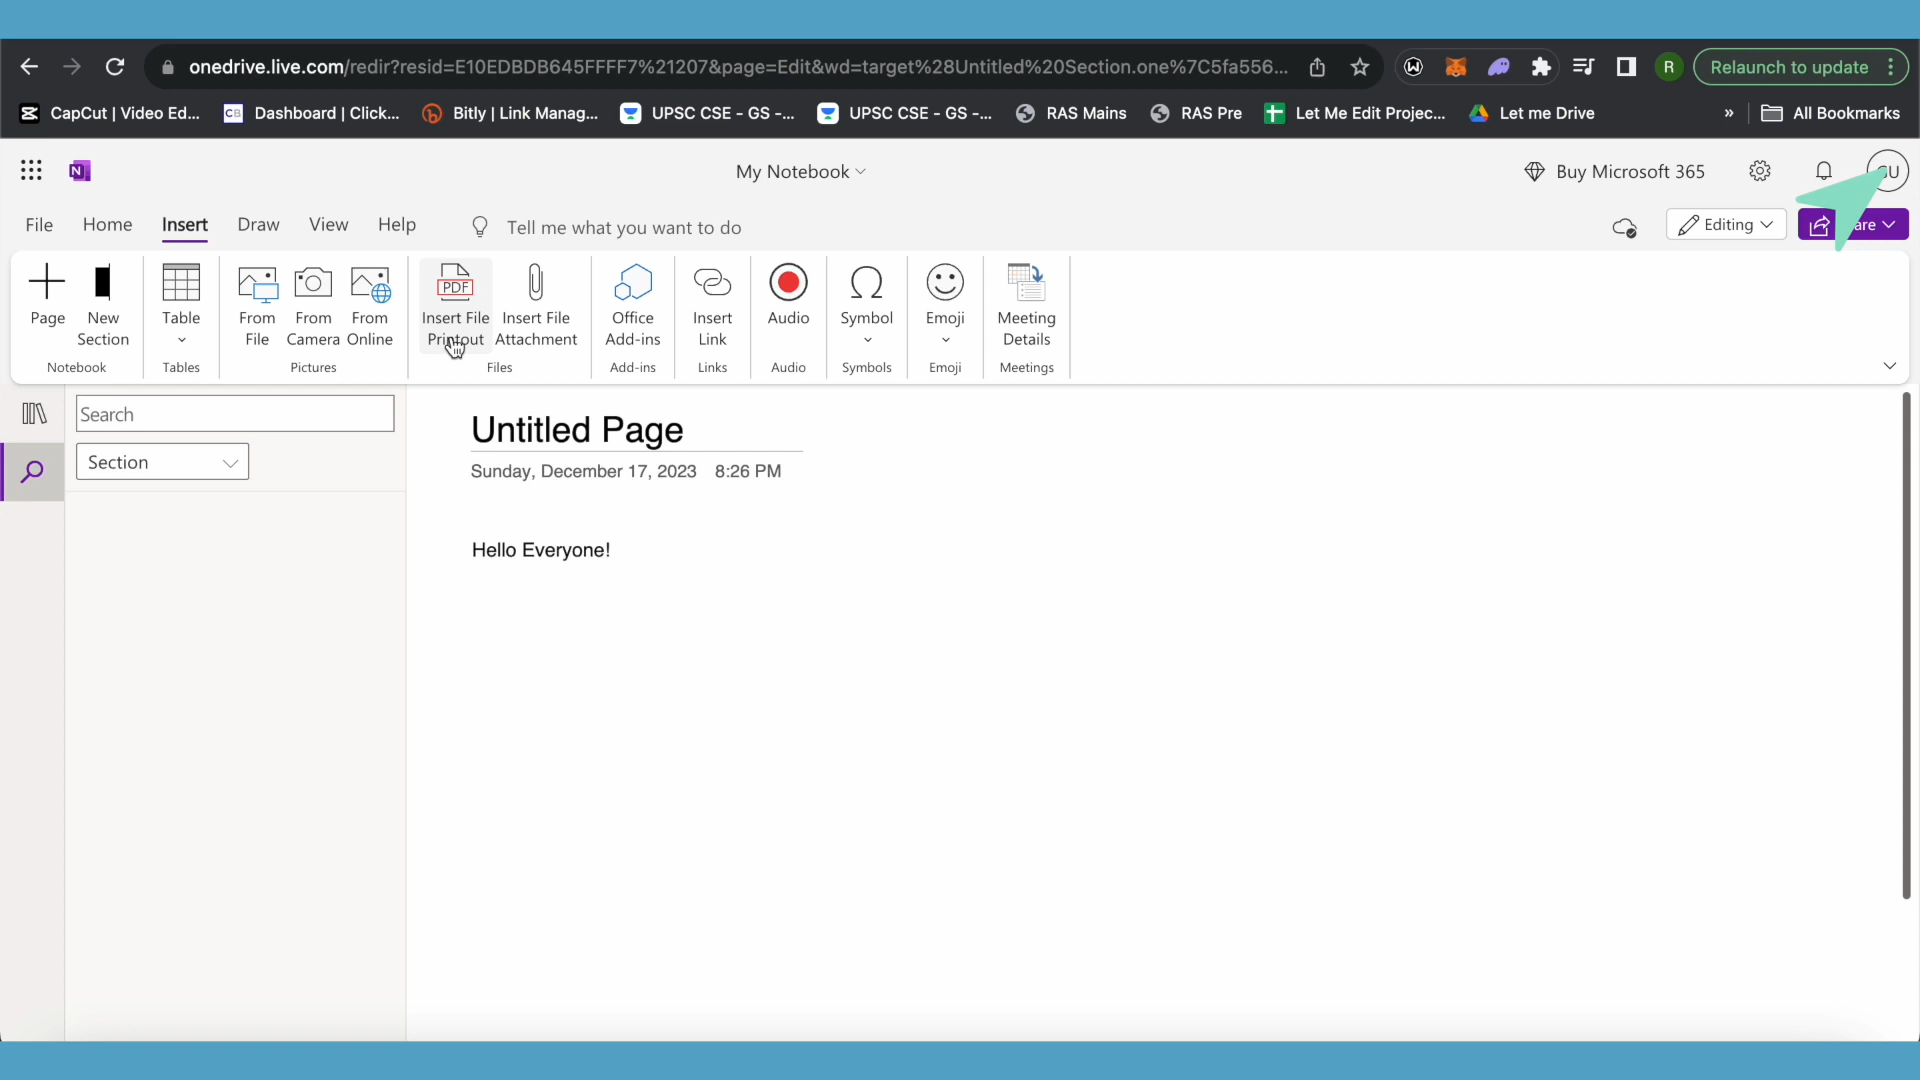 onedrive.live.com/redir?resid=E10EDBDB645FFFF7%21207&page=Edit&wd=target%28Untitled%20Section.one%7C5fa556...
R
Relaunch to update
CapCut | Video Ed...
CB
Dashboard | Click...
Bitly | Link Manag...
UPSC CSE - GS -...
UPSC CSE - GS -...
RAS Mains
RAS Pre
Let Me Edit Projec...
Let me Drive
»
All Bookmarks
N
My Notebook
Buy Microsoft 365
File
Home
Insert
Draw
View
Help
Tell me what you want to do
Editing
Page
New Section
Notebook
Table
Tables
From File
From Camera
From Online
Pictures
PDF
Insert File Printout
Insert File Attachment
Files
Office Add-ins
Add-ins
Insert Link
Links
Audio
Audio
Symbol
Symbols
Emoji
Emoji
Meeting Details
Meetings
Search
Section
Untitled Page
Sunday, December 17, 2023 8:26 PM
Hello Everyone!